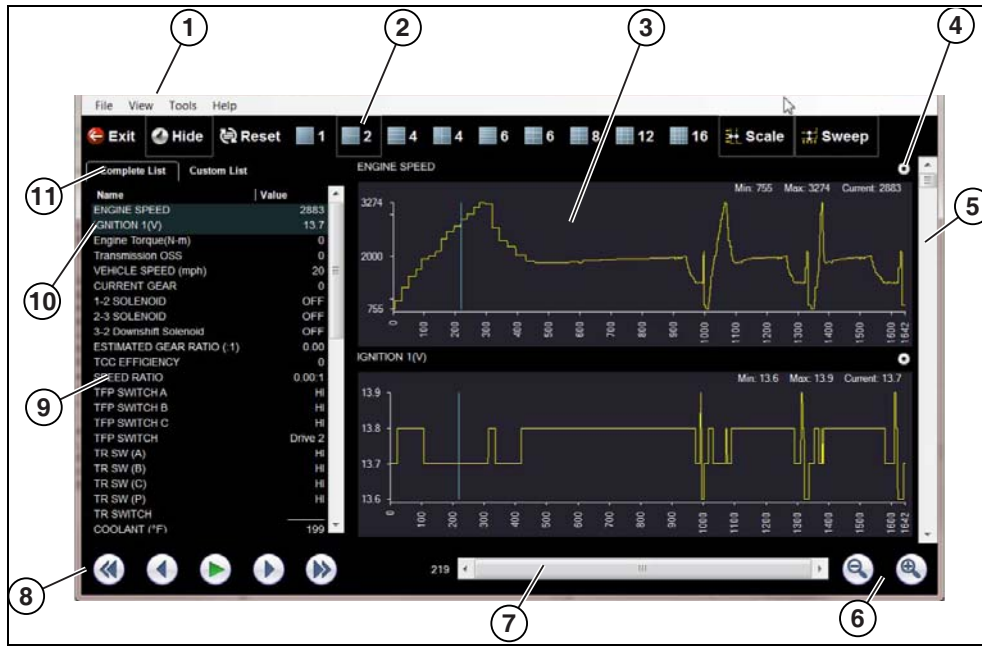 1 2 3 4
File View Tools Help
Exit Hide Reset 1 2 4 4 6 6 8 12 16 Scale Sweep
Complete List Custom List
Name Value
ENGINE SPEED 2883
IGNITION 1(V) 13.7
Engine Torque(N-m) 0
Transmission OSS 0
VEHICLE SPEED (mph) 20
CURRENT GEAR 0
1-2 SOLENOID OFF
2-3 SOLENOID OFF
3-2 Downshift Solenoid OFF
ESTIMATED GEAR RATIO (:1) 0.00
TCC EFFICIENCY 0
SPEED RATIO 0.00:1
TFP SWITCH A HI
TFP SWITCH B HI
TFP SWITCH C HI
TFP SWITCH Drive 2
TR SW (A) HI
TR SW (B) HI
TR SW (C) HI
TR SW (P) HI
TR SWITCH
COOLANT (°F) 199
ENGINE SPEED
Min: 755 Max: 3274 Current: 2883
3274
2000
755
0 100 200 300 400 500 600 700 800 900 1000 1100 1200 1300 1400 1500 1600 1642
IGNITION 1(V)
Min: 13.6 Max: 13.9 Current: 13.7
13.9
13.8
13.7
13.6
0 100 200 300 400 500 600 700 800 900 1000 1100 1200 1300 1400 1500 1600 1642
219
5
6
7
8
9
10
11